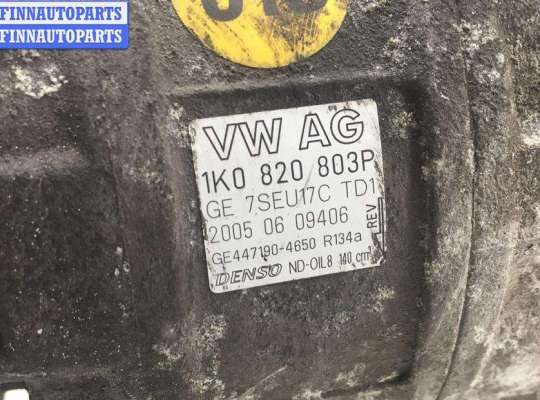 FINNAUTOPARTS
FINNAUTOPARTS
VW AG
1K0 820 803P
GE 7SEU17C TD1
2005 06 09406
GE447190-4650 R134a
DENSO ND-OIL8 140 cm³
REV